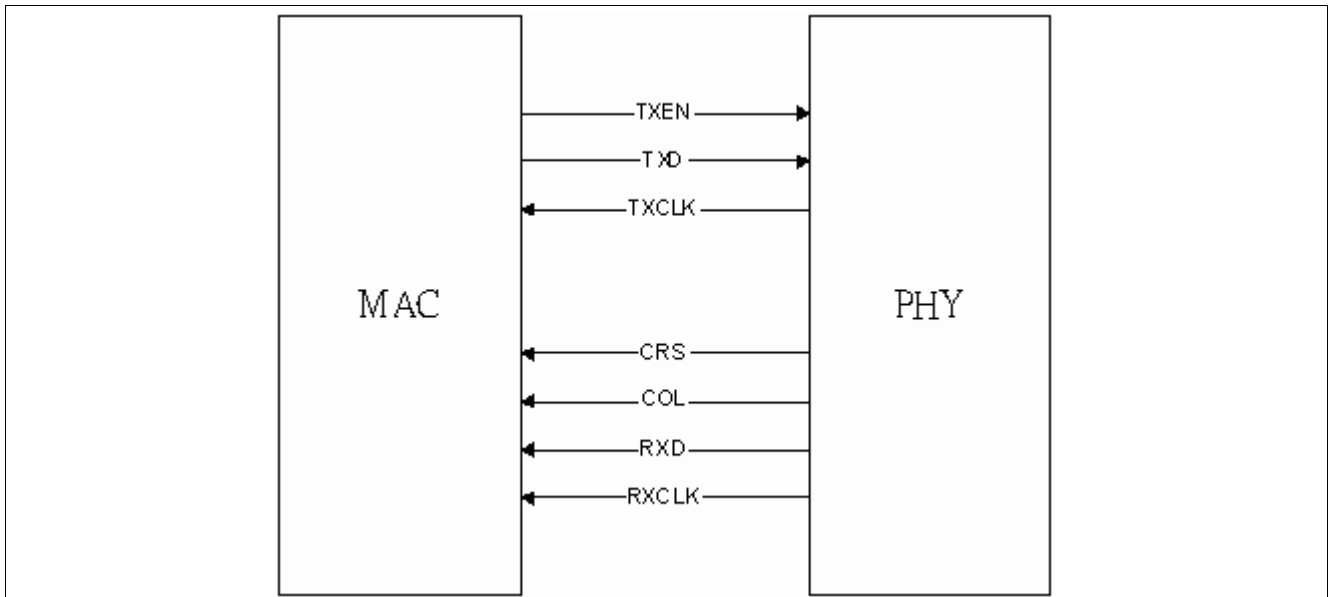 TXEN
TXD
TXCLK
MAC
PHY
CRS
COL
RXD
RXCLK